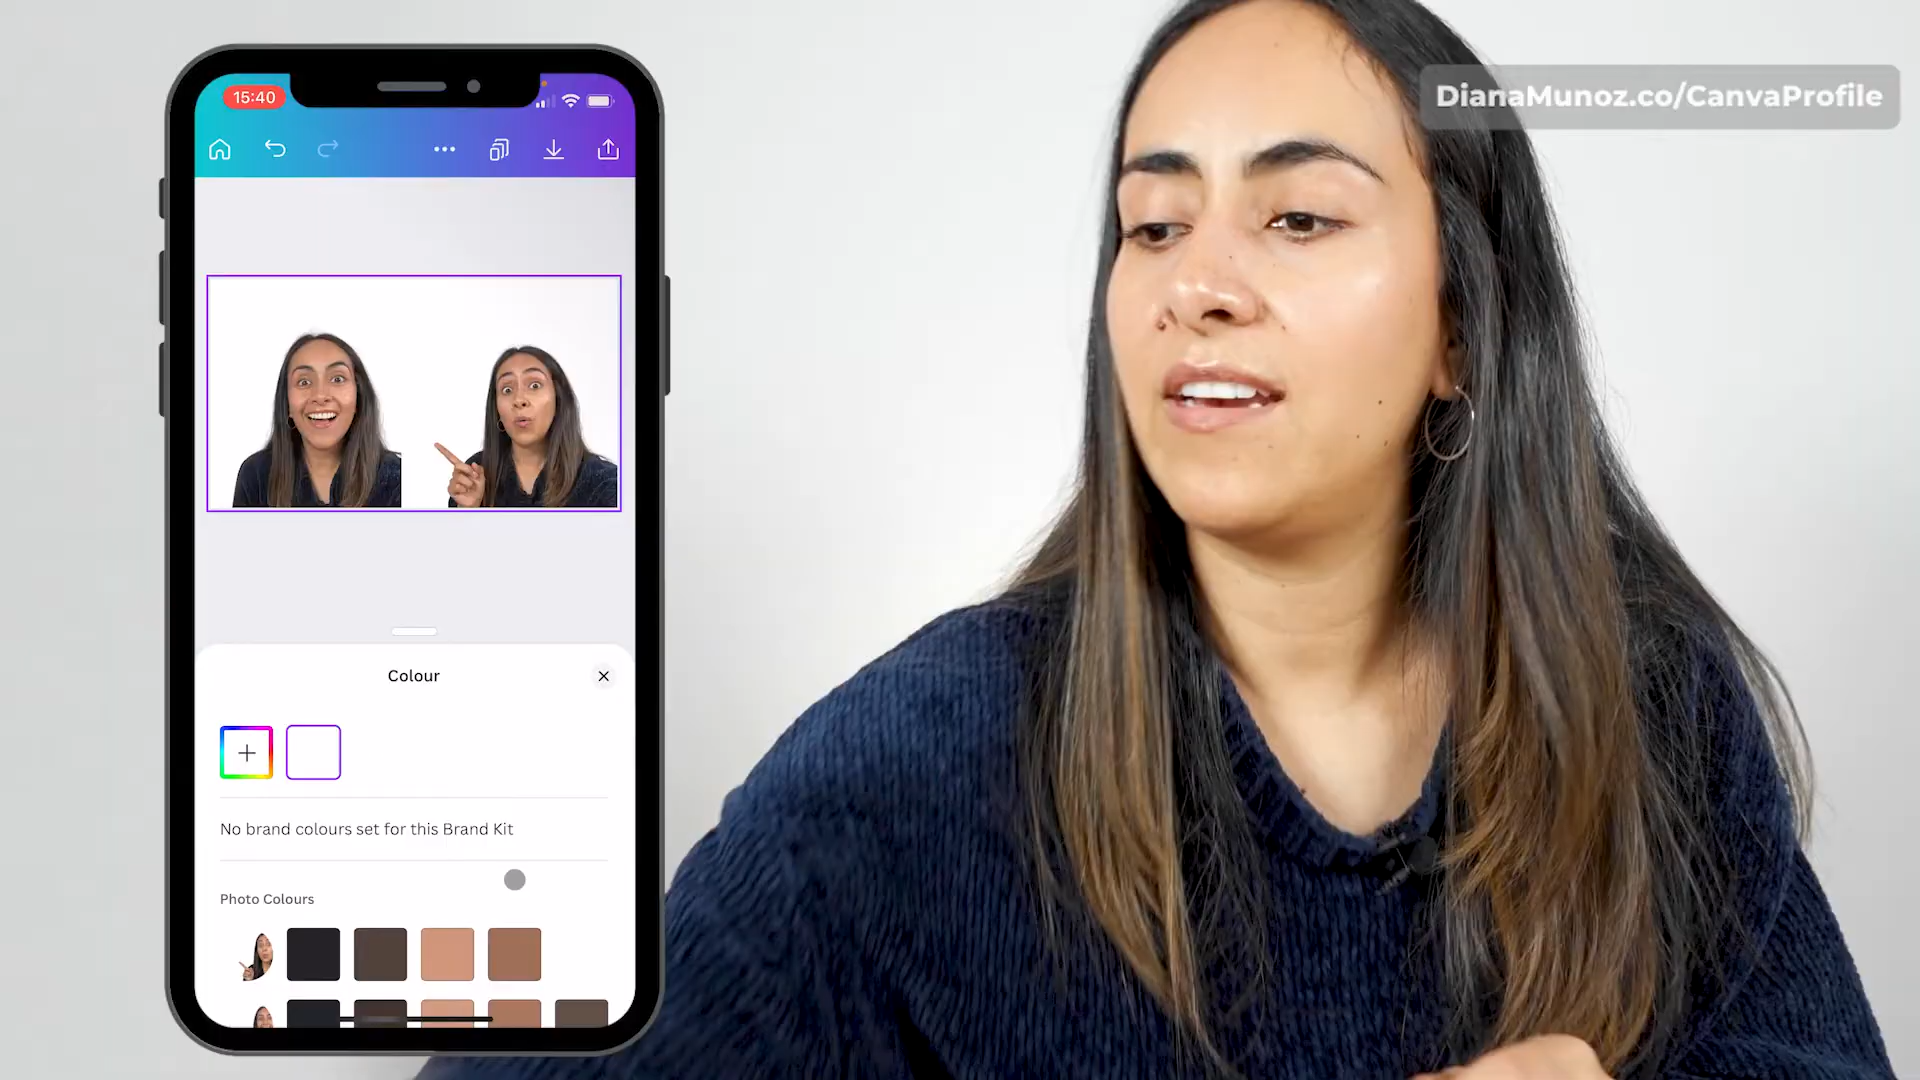 15:40
DianaMunoz.co/CanvaProfile
Colour
No brand colours set for this Brand Kit
Photo Colours